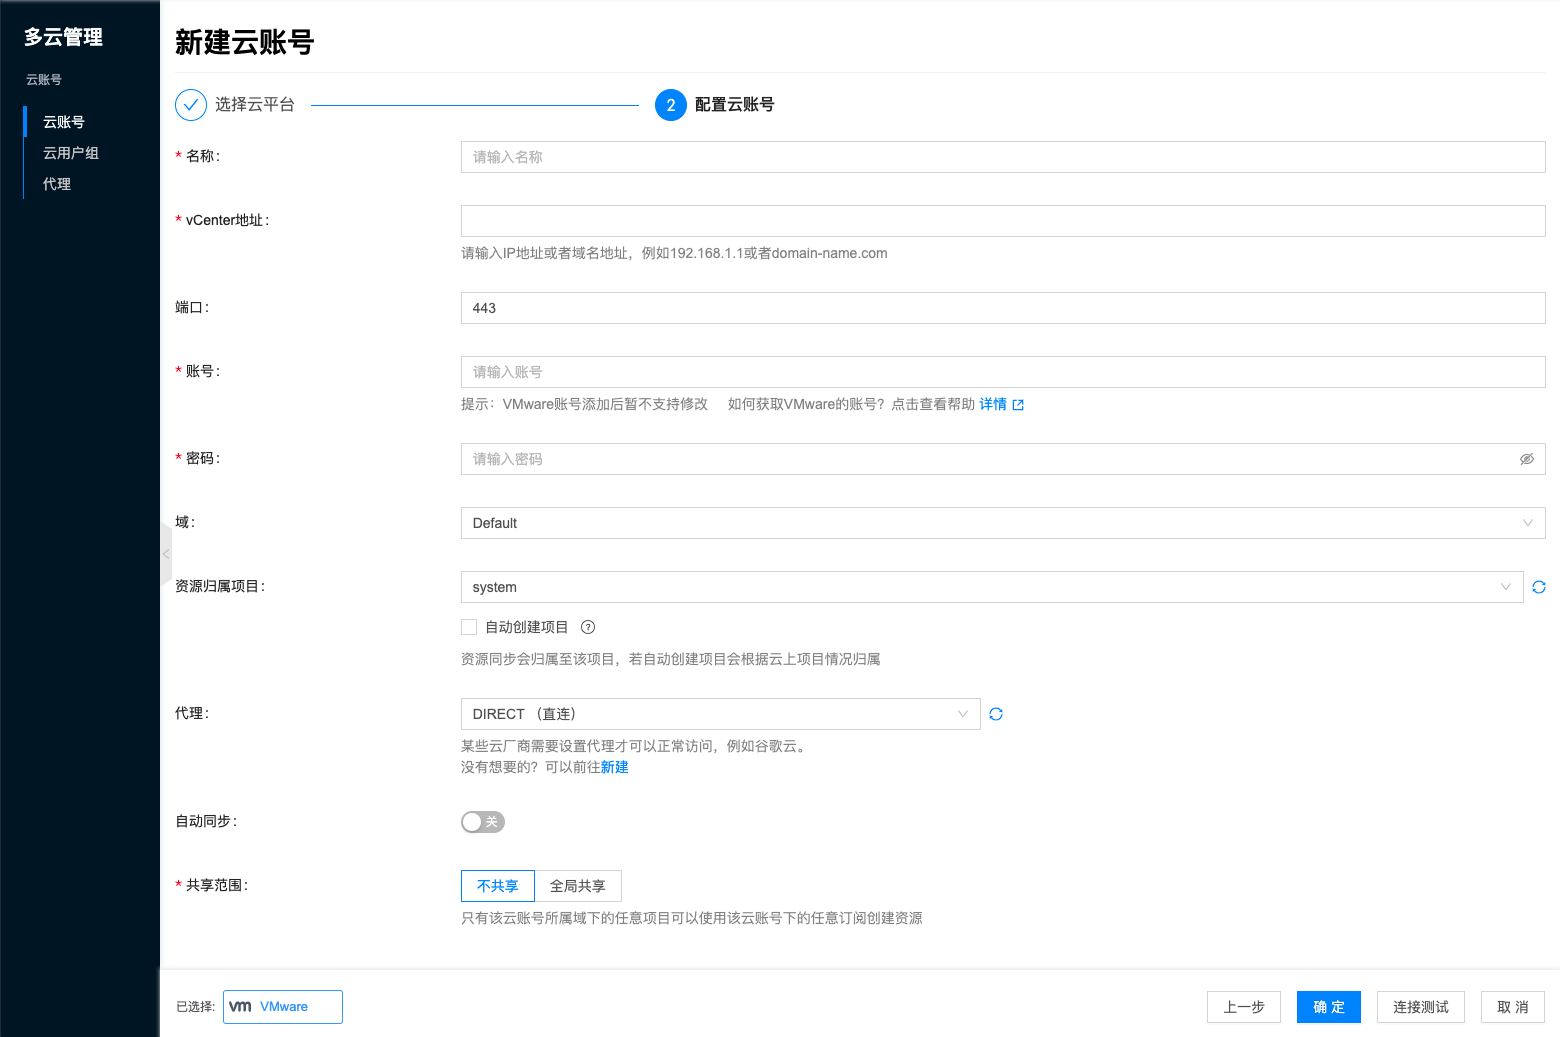 多云管理
云账号
云账号
云用户组
代理
新建云账号
选择云平台
2 配置云账号
* 名称：
请输入名称
* vCenter地址：
请输入IP地址或者域名地址，例如192.168.1.1或者domain-name.com
端口：
443
* 账号：
请输入账号
提示：VMware账号添加后暂不支持修改 如何获取VMware的账号？点击查看帮助 详情
* 密码：
请输入密码
域：
Default
资源归属项目：
system
自动创建项目 ?
资源同步会归属至该项目，若自动创建项目会根据云上项目情况归属
代理：
DIRECT （直连）
某些云厂商需要设置代理才可以正常访问，例如谷歌云。
没有想要的？可以前往新建
自动同步：
关
* 共享范围：
不共享 全局共享
只有该云账号所属域下的任意项目可以使用该云账号下的任意订阅创建资源
已选择: vm VMware
上一步 确 定 连接测试 取 消